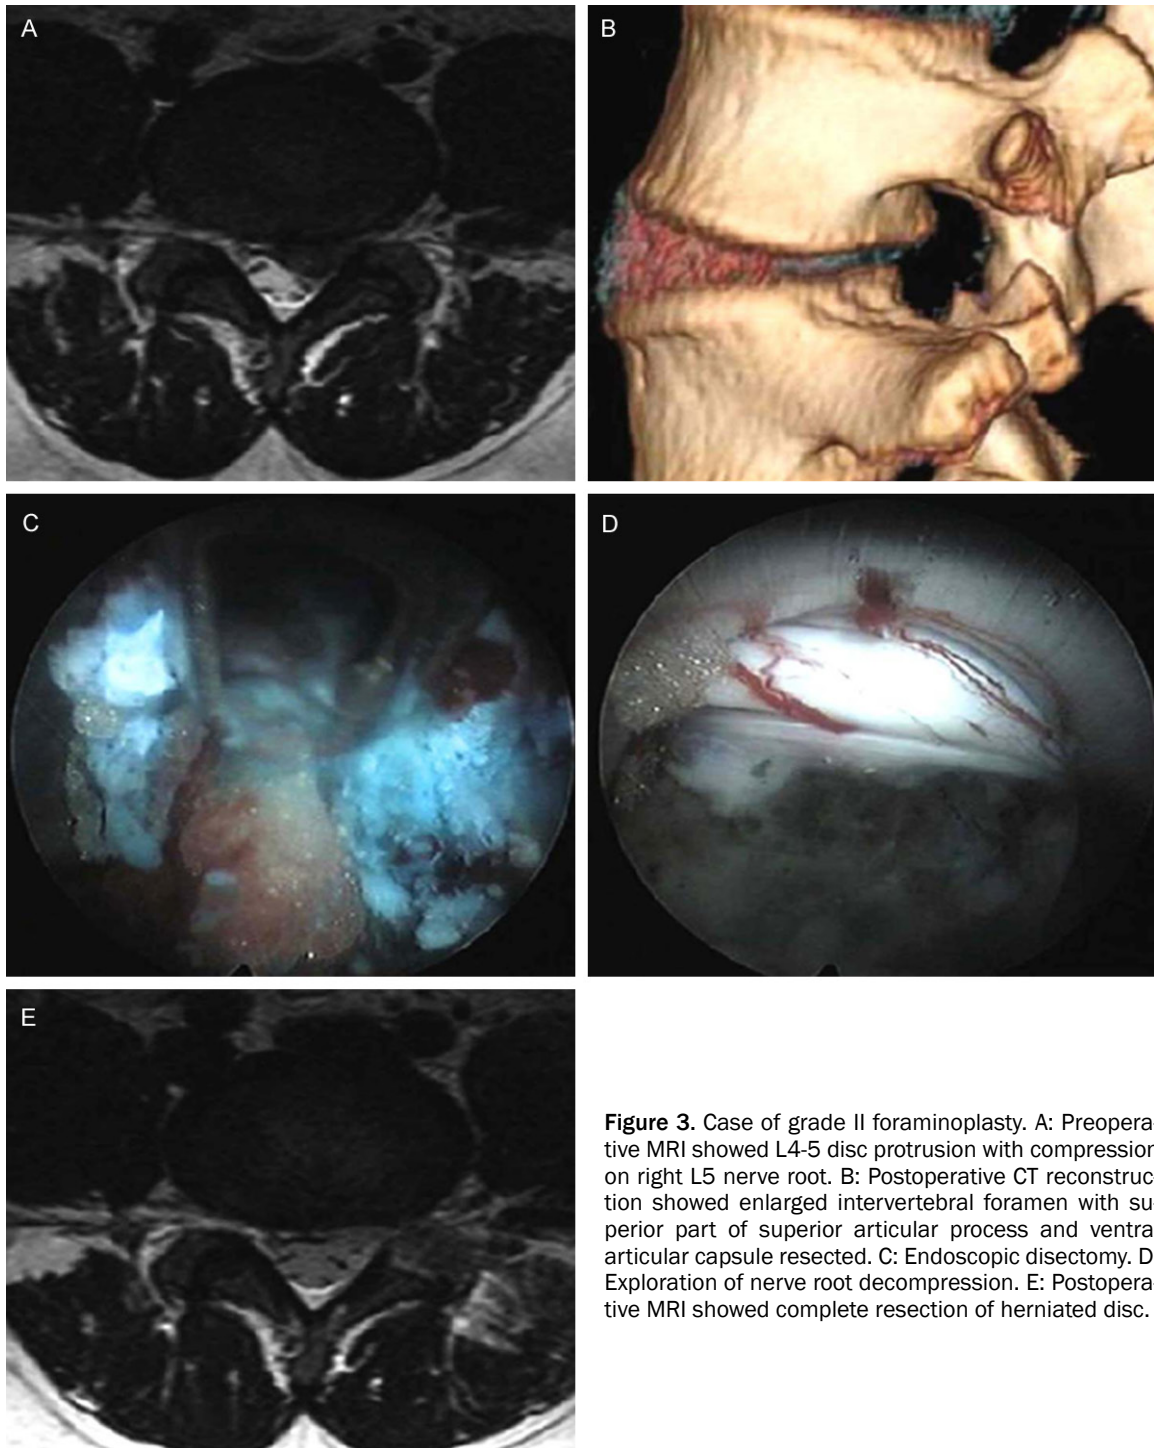 A
B
C
D
E
Figure 3. Case of grade II foraminoplasty. A: Preopera-
tive MRI showed L4-5 disc protrusion with compression
on right L5 nerve root. B: Postoperative CT reconstruc-
tion showed enlarged intervertebral foramen with su-
perior part of superior articular process and ventral
articular capsule resected. C: Endoscopic disectomy. D:
Exploration of nerve root decompression. E: Postopera-
tive MRI showed complete resection of herniated disc.